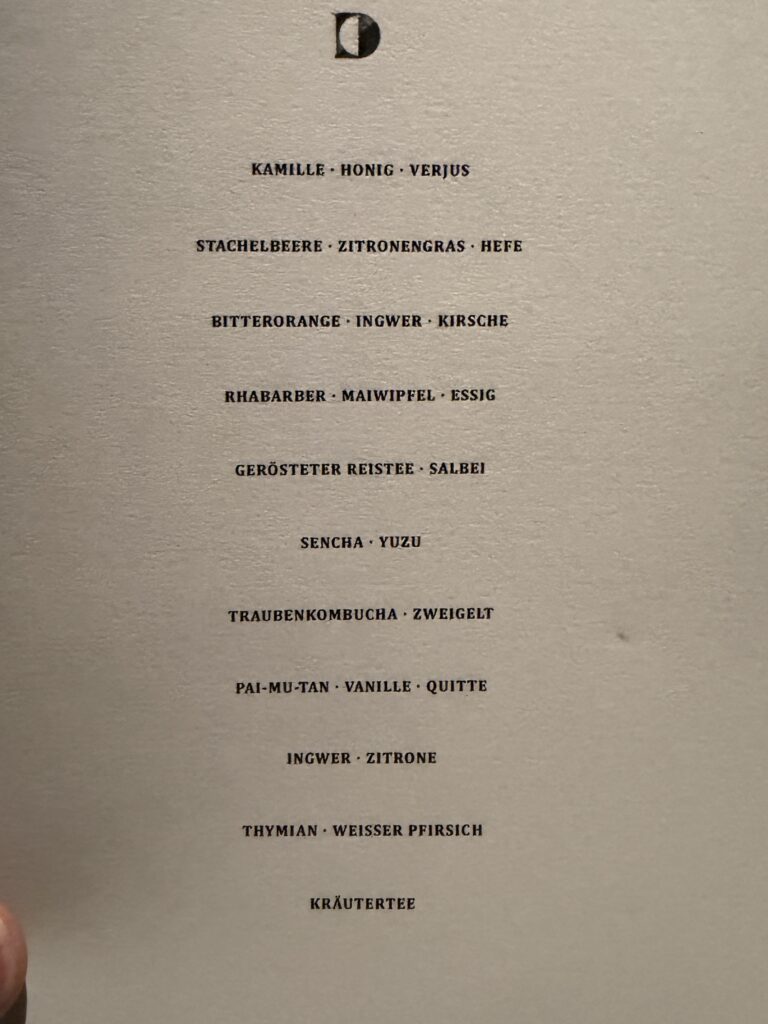 D
KAMILLE · HONIG · VERJUS
STACHELBEERE · ZITRONENGRAS · HEFE
BITTERORANGE · INGWER · KIRSCHE
RHABARBER · MAIWIPFEL · ESSIG
GERÖSTETER REISTEE · SALBEI
SENCHA · YUZU
TRAUBENKOMBUCHA · ZWEIGELT
PAI-MU-TAN · VANILLE · QUITTE
INGWER · ZITRONE
THYMIAN · WEISSER PFIRSICH
KRÄUTERTEE